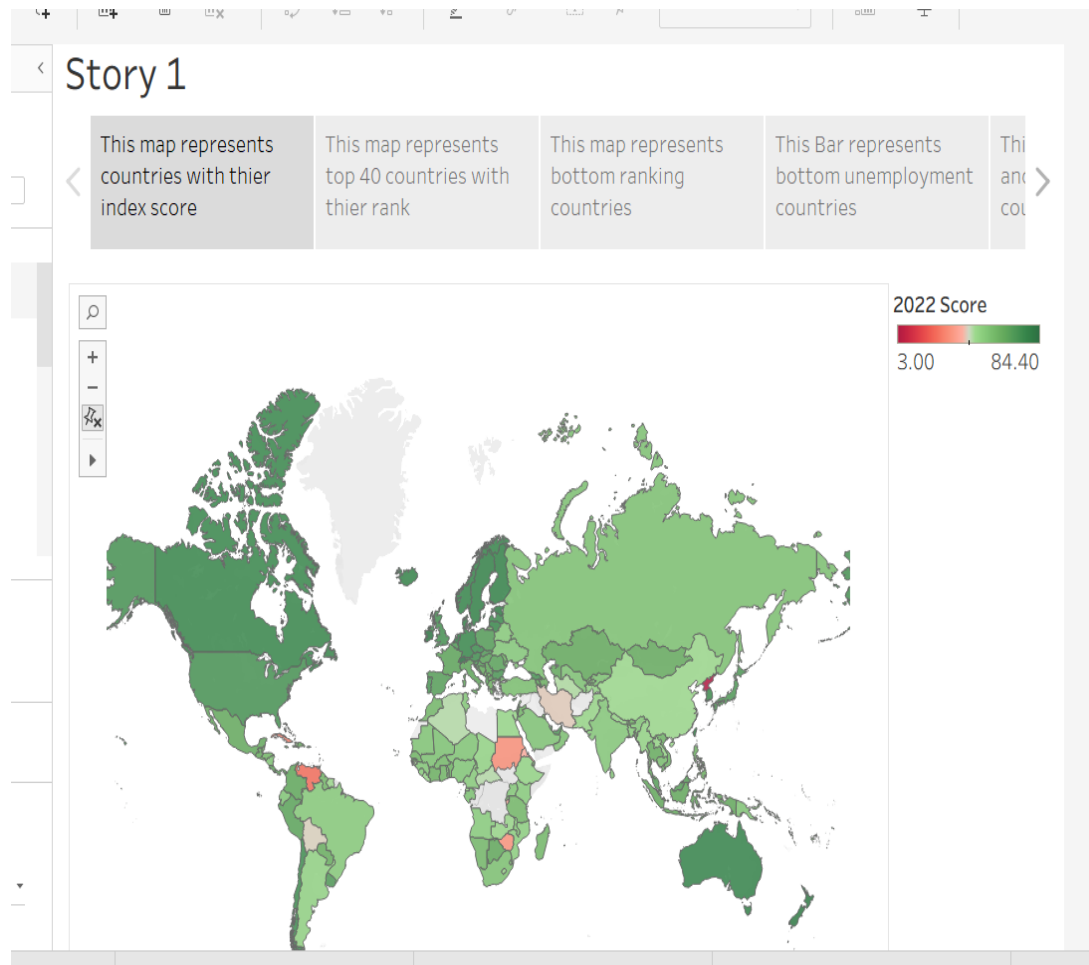 Story 1
This map represents
countries with thier
index score
This map represents
top 40 countries with
thier rank
This map represents
bottom ranking
countries
This Bar represents
bottom unemployment
countries
2022 Score
3.00 84.40